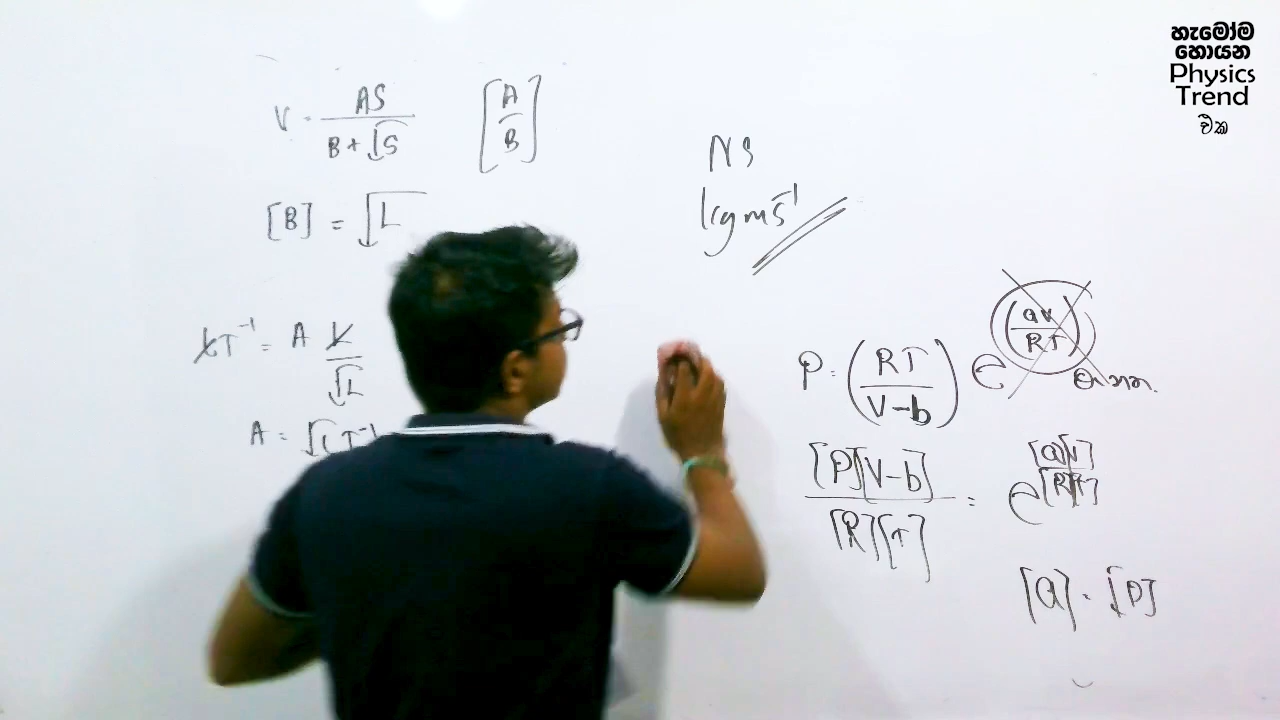 V = AS / B + √S [A / B]
[B] = √L
LT⁻¹ = A L / √L
A = √L T⁻¹
NS
kgms⁻¹
P = (RT / V-b) e^(av / RT)
[P][V-b] / [R][T] = e^[a][V] / [R][T]
[a] = [P]
හැමෝම
හොයන
Physics
Trend
එක